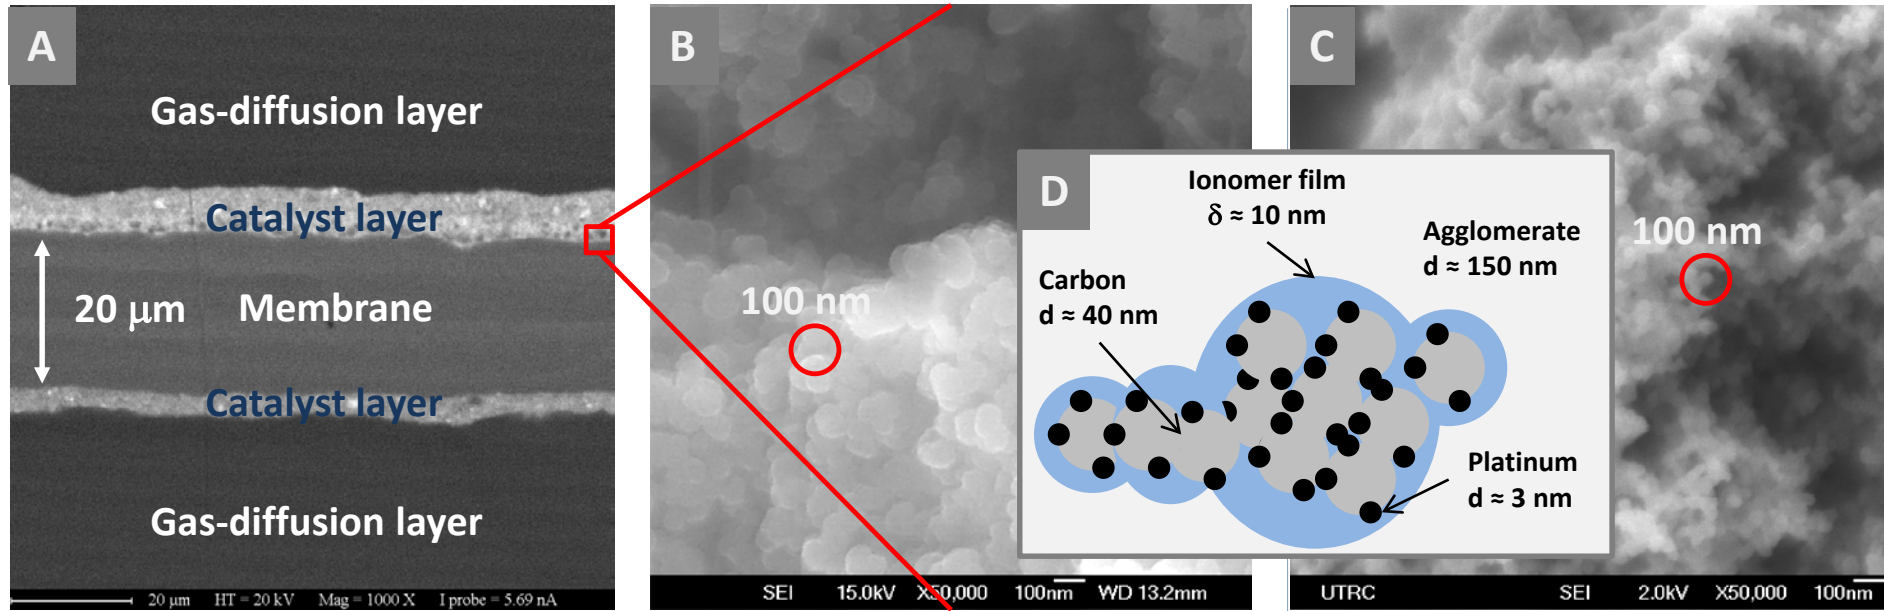 A
Gas-diffusion layer
Catalyst layer
20 μm
Membrane
Catalyst layer
Gas-diffusion layer
20 μm HT = 20 kV Mag = 1000 X I probe = 5.69 nA
B
100 nm
SEI 15.0kV X50,000 100nm WD 13.2mm
C
100 nm
UTRC SEI 2.0kV X50,000 100nm
D
Ionomer film
δ ≈ 10 nm
Agglomerate
d ≈ 150 nm
Carbon
d ≈ 40 nm
Platinum
d ≈ 3 nm